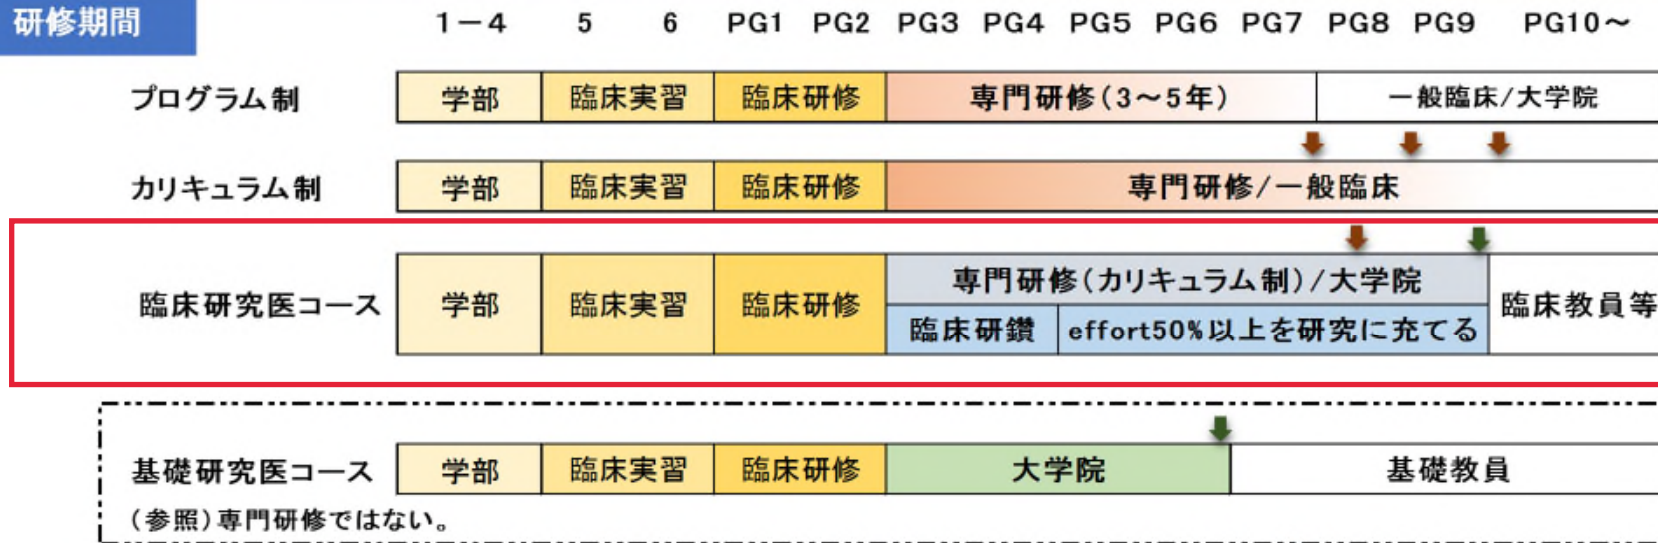 研修期間 1－4 5 6 PG1 PG2 PG3 PG4 PG5 PG6 PG7 PG8 PG9 PG10～
プログラム制 学部 臨床実習 臨床研修 専門研修(3～5年) 一般臨床/大学院
カリキュラム制 学部 臨床実習 臨床研修 専門研修/一般臨床
臨床研究医コース 学部 臨床実習 臨床研修 専門研修(カリキュラム制)/大学院 臨床教員等
臨床研鑽 effort50%以上を研究に充てる
基礎研究医コース 学部 臨床実習 臨床研修 大学院 基礎教員
(参照)専門研修ではない。